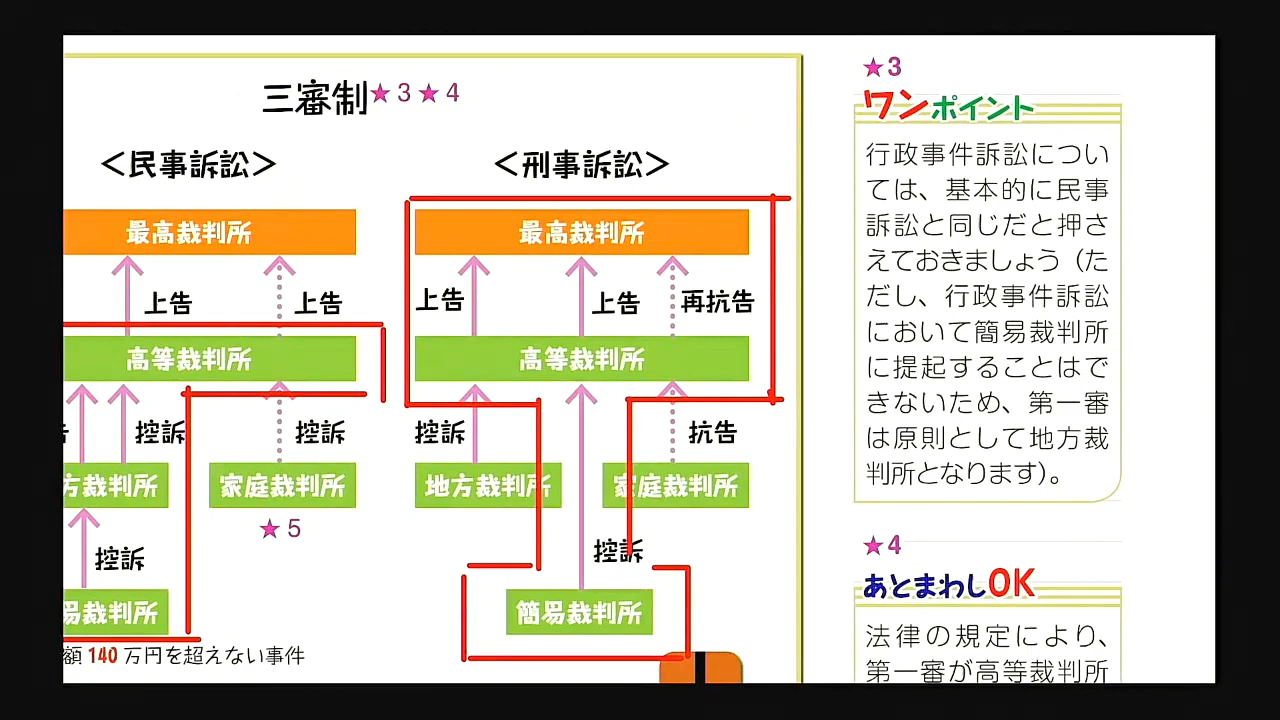 三審制★3★4
＜民事訴訟＞
最高裁判所
上告
上告
高等裁判所
控訴
控訴
方裁判所
家庭裁判所
★5
控訴
易裁判所
額140万円を超えない事件
＜刑事訴訟＞
最高裁判所
上告
上告
再抗告
高等裁判所
控訴
抗告
地方裁判所
家庭裁判所
控訴
簡易裁判所
★3
ワンポイント
行政事件訴訟につい
ては、基本的に民事
訴訟と同じだと押さ
えておきましょう（た
だし、行政事件訴訟
において簡易裁判所
に提起することはで
きないため、第一審
は原則として地方裁
判所となります）。
★4
あとまわしOK
法律の規定により、
第一審が高等裁判所